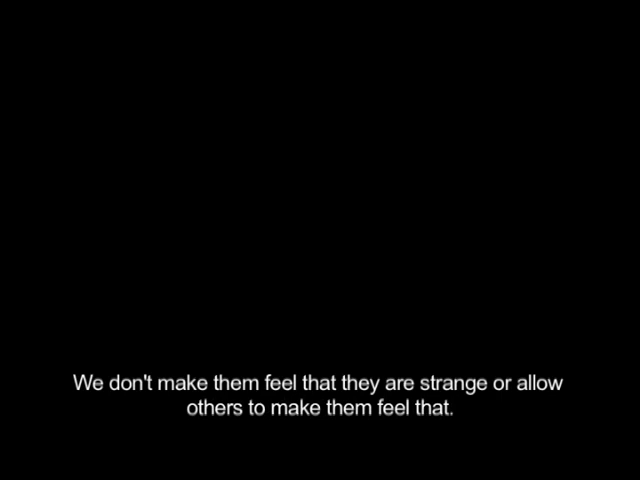 We don't make them feel that they are strange or allow
others to make them feel that.